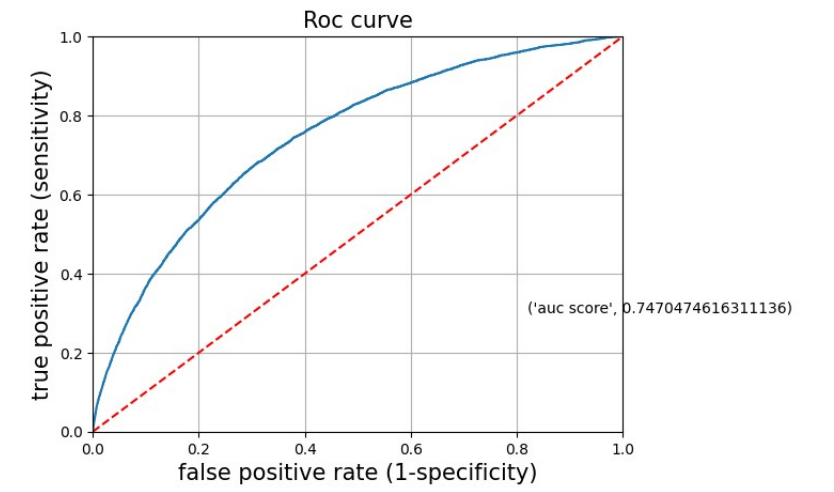 Roc curve
true positive rate (sensitivity)
1.0
0.8
0.6
0.4
0.2
0.0
('auc score', 0.7470474616311136)
0.0 0.2 0.4 0.6 0.8 1.0
false positive rate (1-specificity)